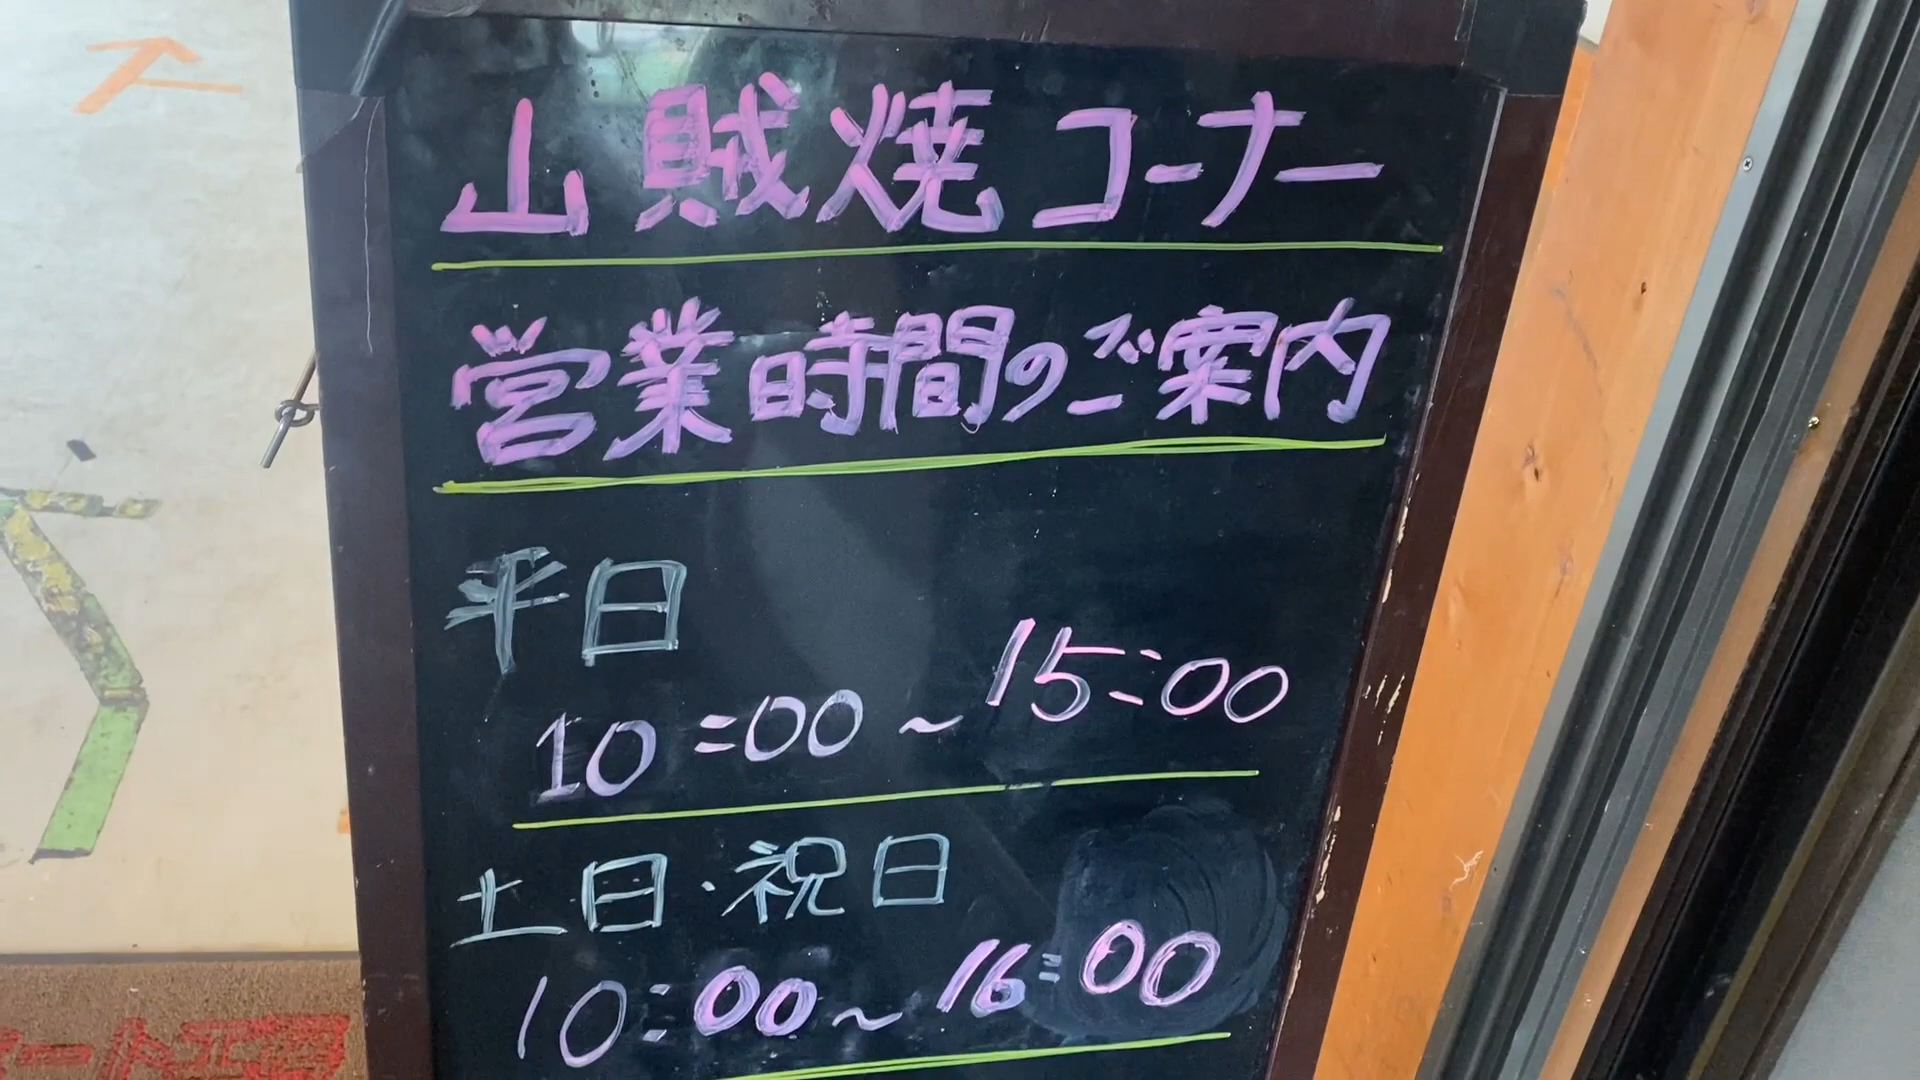 山賊焼コーナー
営業時間のご案内
平日
10:00～15:00
土日・祝日
10:00～16:00